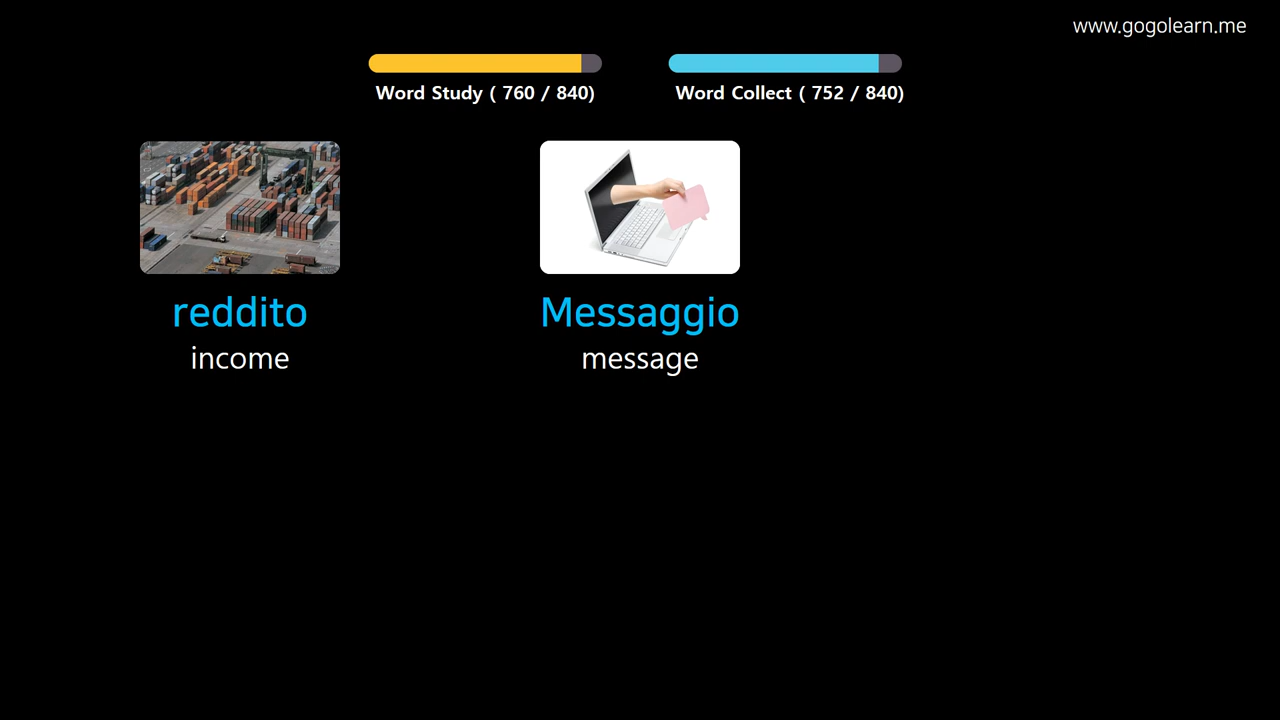 www.gogolearn.me
Word Study ( 760 / 840)
Word Collect ( 752 / 840)
reddito
income
Messaggio
message